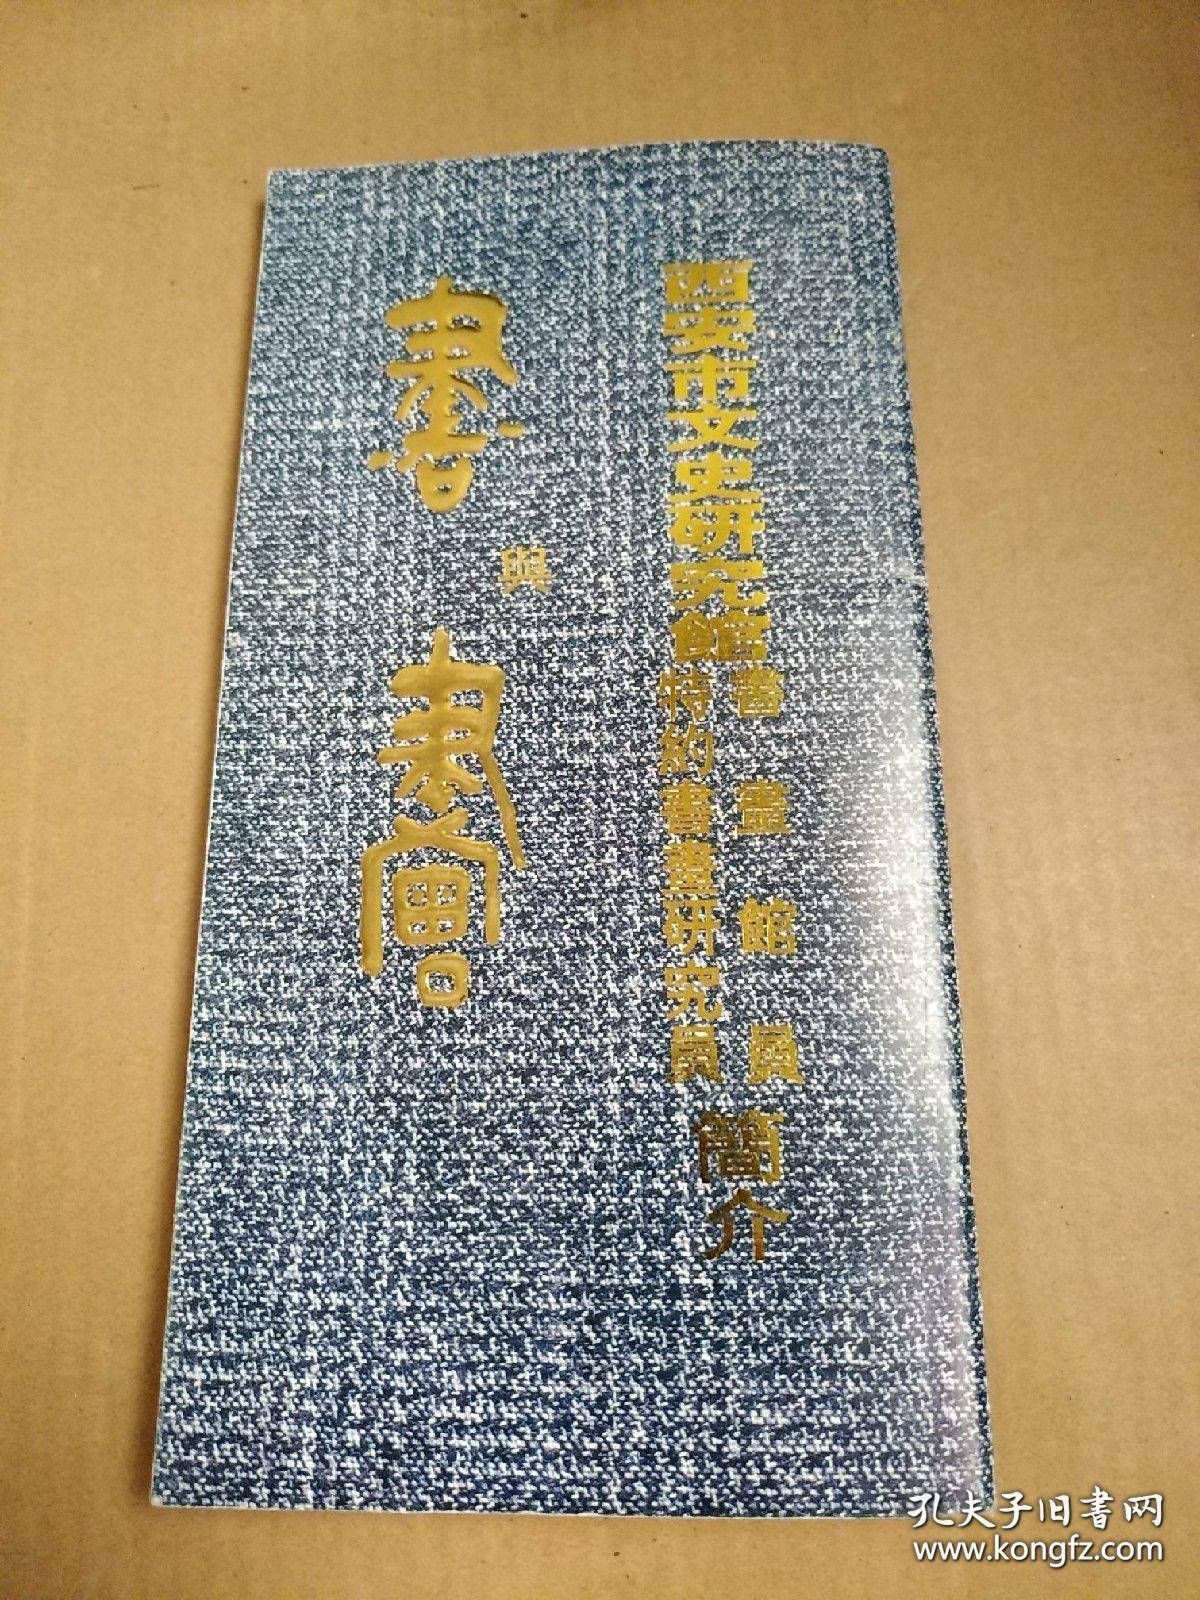 西安市文史研究館
書畫館員
特約書畫研究員
簡介
書
與
畫
孔夫子旧书网
www.kongfz.com